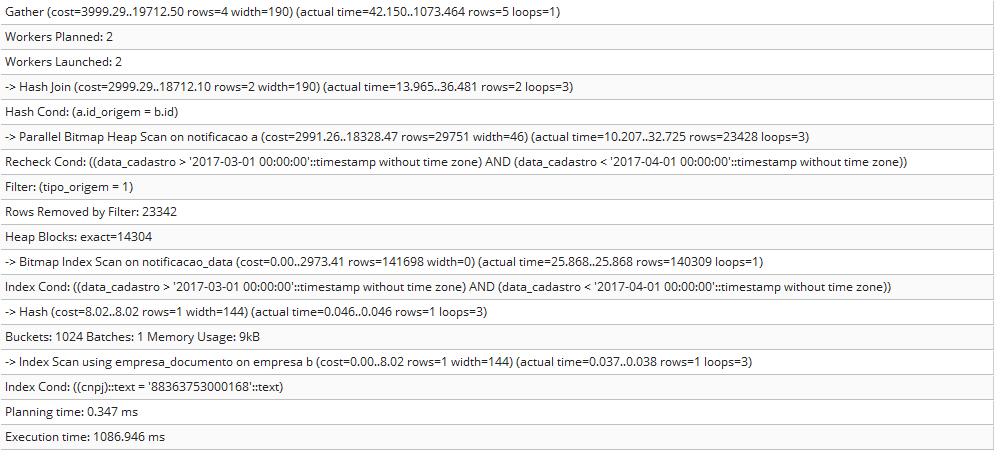 Gather (cost=3999.29..19712.50 rows=4 width=190) (actual time=42.150..1073.464 rows=5 loops=1)
Workers Planned: 2
Workers Launched: 2
-> Hash Join (cost=2999.29..18712.10 rows=2 width=190) (actual time=13.965..36.481 rows=2 loops=3)
Hash Cond: (a.id_origem = b.id)
-> Parallel Bitmap Heap Scan on notificacao a (cost=2991.26..18328.47 rows=29751 width=46) (actual time=10.207..32.725 rows=23428 loops=3)
Recheck Cond: ((data_cadastro > '2017-03-01 00:00:00'::timestamp without time zone) AND (data_cadastro < '2017-04-01 00:00:00'::timestamp without time zone))
Filter: (tipo_origem = 1)
Rows Removed by Filter: 23342
Heap Blocks: exact=14304
-> Bitmap Index Scan on notificacao_data (cost=0.00..2973.41 rows=141698 width=0) (actual time=25.868..25.868 rows=140309 loops=1)
Index Cond: ((data_cadastro > '2017-03-01 00:00:00'::timestamp without time zone) AND (data_cadastro < '2017-04-01 00:00:00'::timestamp without time zone))
-> Hash (cost=8.02..8.02 rows=1 width=144) (actual time=0.046..0.046 rows=1 loops=3)
Buckets: 1024 Batches: 1 Memory Usage: 9kB
-> Index Scan using empresa_documento on empresa b (cost=0.00..8.02 rows=1 width=144) (actual time=0.037..0.038 rows=1 loops=3)
Index Cond: ((cnpj)::text = '88363753000168'::text)
Planning time: 0.347 ms
Execution time: 1086.946 ms